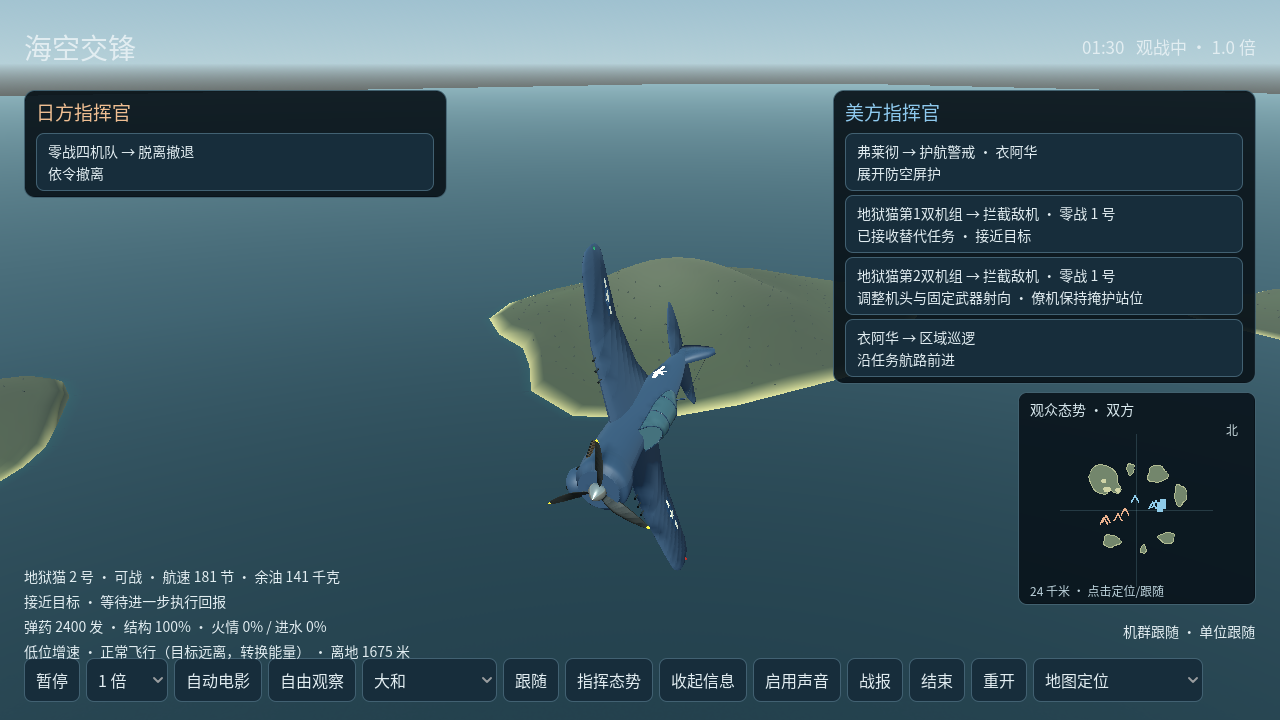 海空交锋
01:30 观战中 · 1.0 倍
日方指挥官
零战四机队 → 脱离撤退
依令撤离
美方指挥官
弗莱彻 → 护航警戒 · 衣阿华
展开防空屏护
地狱猫第1双机组 → 拦截敌机 · 零战 1 号
已接收替代任务 · 接近目标
地狱猫第2双机组 → 拦截敌机 · 零战 1 号
调整机头与固定武器射向 · 僚机保持掩护站位
衣阿华 → 区域巡逻
沿任务航路前进
观众态势 · 双方
北
24 千米 · 点击定位/跟随
机群跟随 · 单位跟随
地狱猫 2 号 · 可战 · 航速 181 节 · 余油 141 千克
接近目标 · 等待进一步执行回报
弹药 2400 发 · 结构 100% · 火情 0% / 进水 0%
低位增速 · 正常飞行（目标远离，转换能量） · 离地 1675 米
暂停 1 倍 自动电影 自由观察 大和 跟随 指挥态势 收起信息 启用声音 战报 结束 重开 地图定位